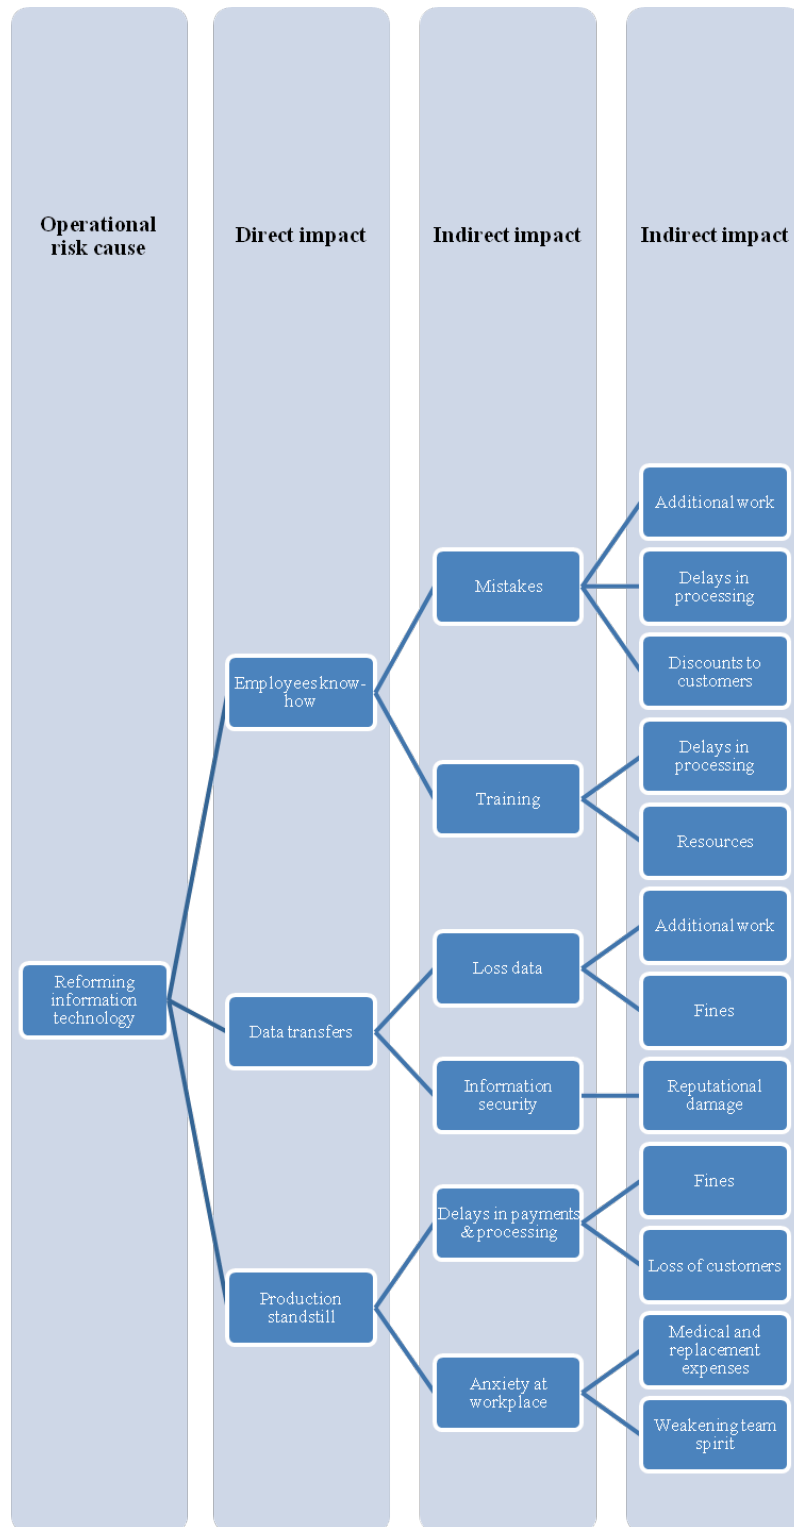 Operational
risk cause
Direct impact
Indirect impact
Indirect impact
Reforming
information
technology
Employees know-
how
Data transfers
Production
standstill
Mistakes
Training
Loss data
Information
security
Delays in payments
& processing
Anxiety at
workplace
Additional work
Delays in
processing
Discounts to
customers
Delays in
processing
Resources
Additional work
Fines
Reputational
damage
Fines
Loss of customers
Medical and
replacement
expenses
Weakening team
spirit